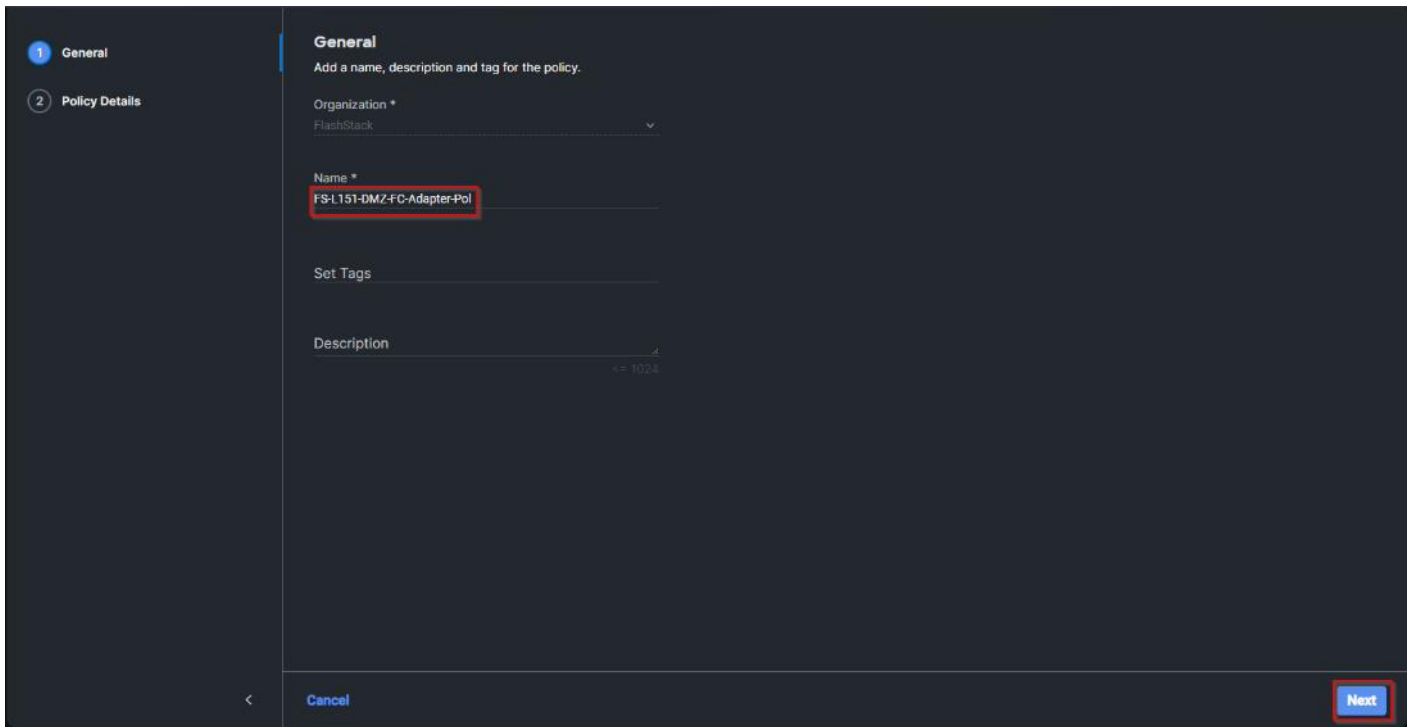 1 General
2 Policy Details
General
Add a name, description and tag for the policy.
Organization *
FlashStack
Name *
FS-L151-DMZ-FC-Adapter-Pol
Set Tags
Description
<= 1024
Cancel
Next